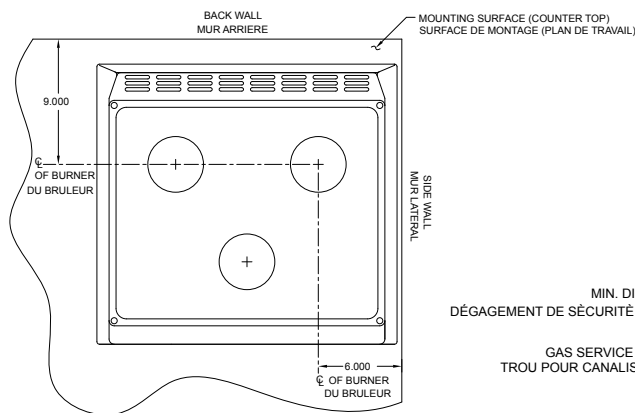 BACK WALL
MUR ARRIERE
MOUNTING SURFACE (COUNTER TOP)
SURFACE DE MONTAGE (PLAN DE TRAVAIL)
9.000
℄
OF BURNER
DU BRULEUR
SIDE WALL
MUR LATERAL
MIN. DI
DÉGAGEMENT DE SÈCURITÈ
GAS SERVICE
TROU POUR CANALIS
6.000
℄ OF BURNER
DU BRULEUR